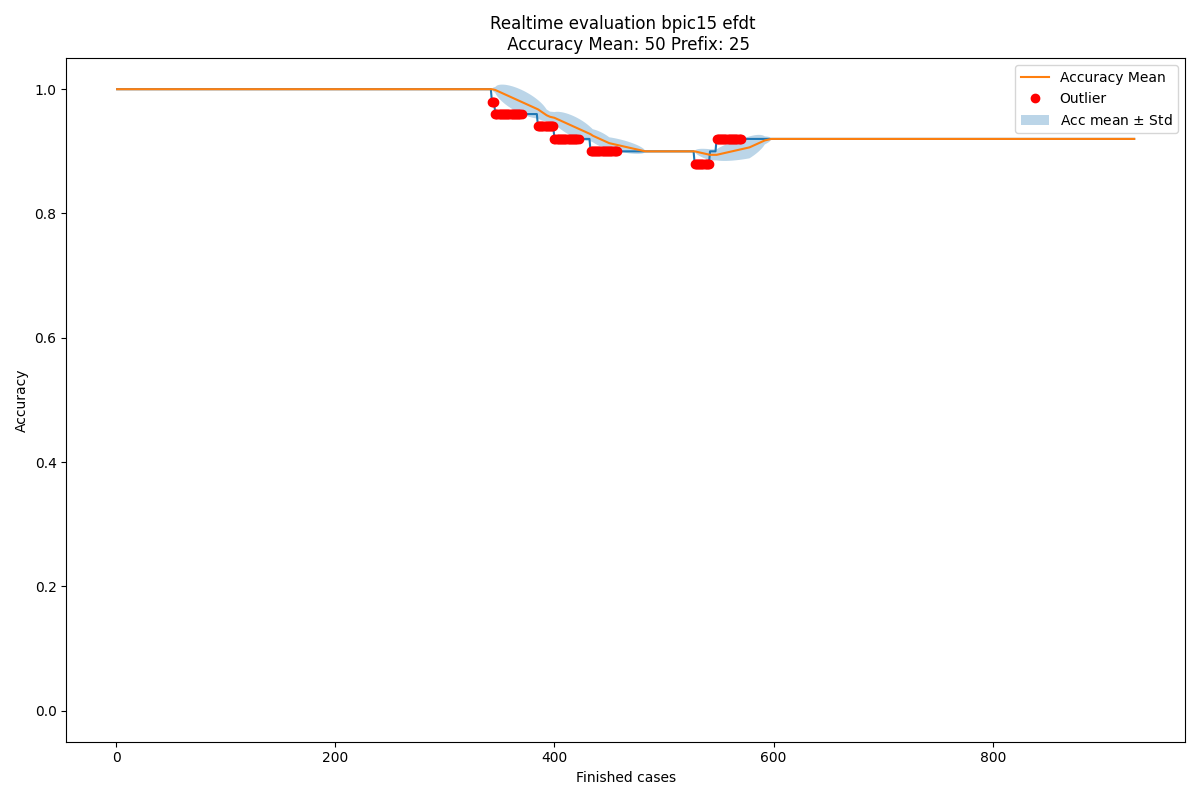 Realtime evaluation bpic15 efdt
Accuracy Mean: 50 Prefix: 25
Accuracy Mean
Outlier
Acc mean ± Std
1.0
0.8
0.6
0.4
0.2
0.0
Accuracy
0 200 400 600 800
Finished cases